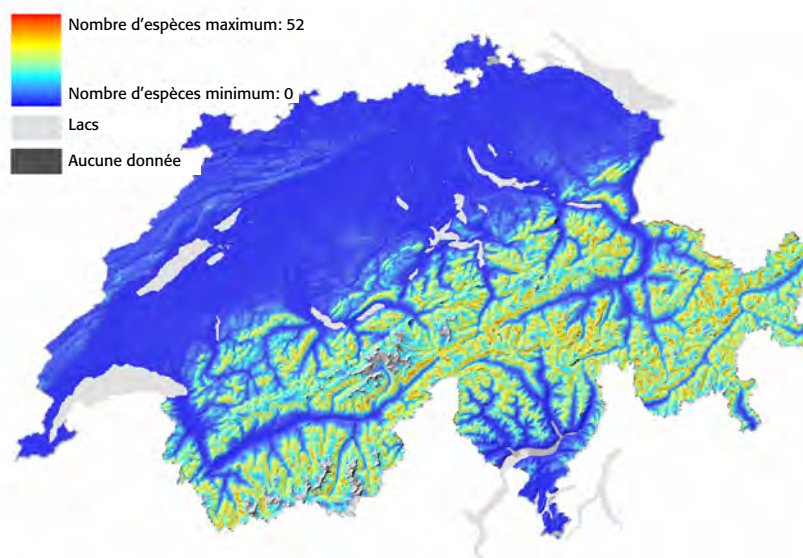 Nombre d'espèces maximum: 52
Nombre d'espèces minimum: 0
Lacs
Aucune donnée